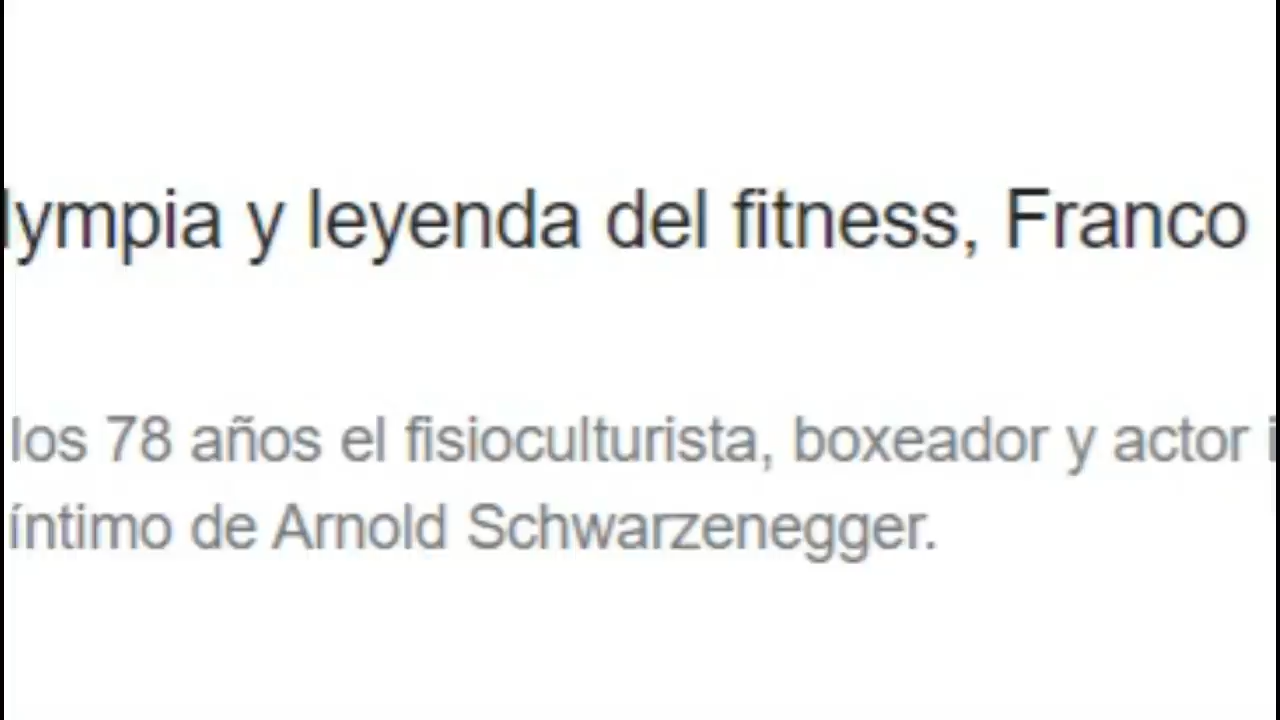 lympia y leyenda del fitness, Franco
los 78 años el fisioculturista, boxeador y actor i
íntimo de Arnold Schwarzenegger.